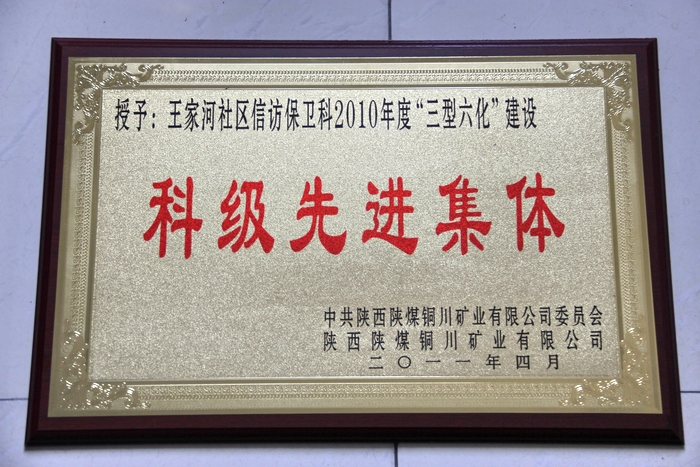 授予：王家河社区信访保卫科2010年度“三型六化”建设
科级先进集体
中共陕西陕煤铜川矿业有限公司委员会
陕西陕煤铜川矿业有限公司
二〇一一年四月